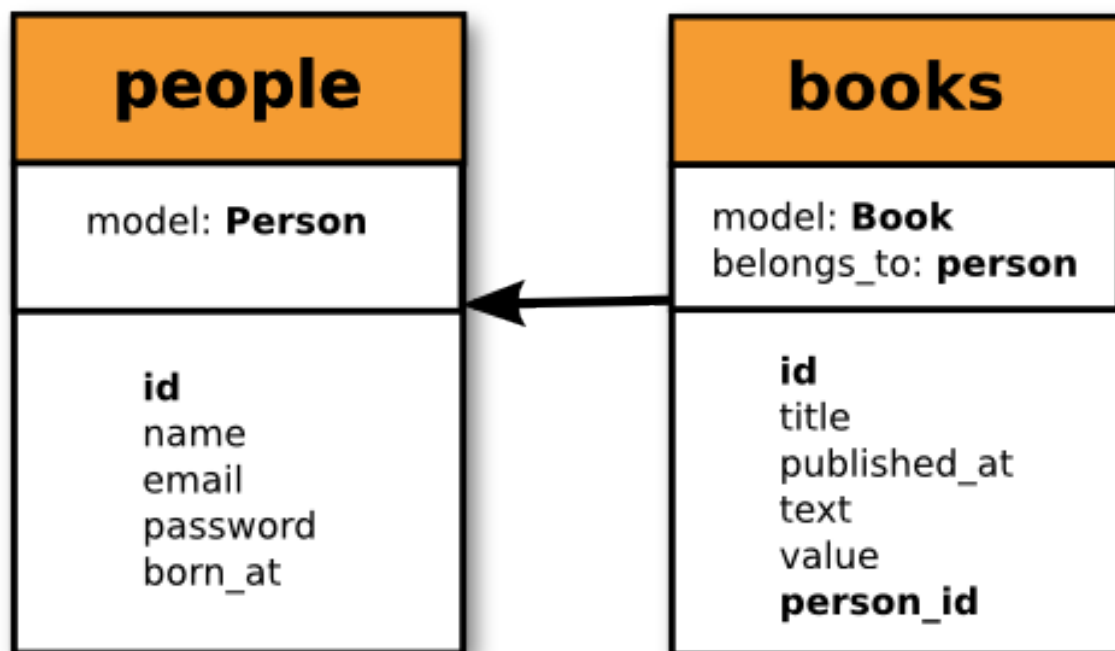 people
model: Person
id
name
email
password
born_at
books
model: Book
belongs_to: person
id
title
published_at
text
value
person_id